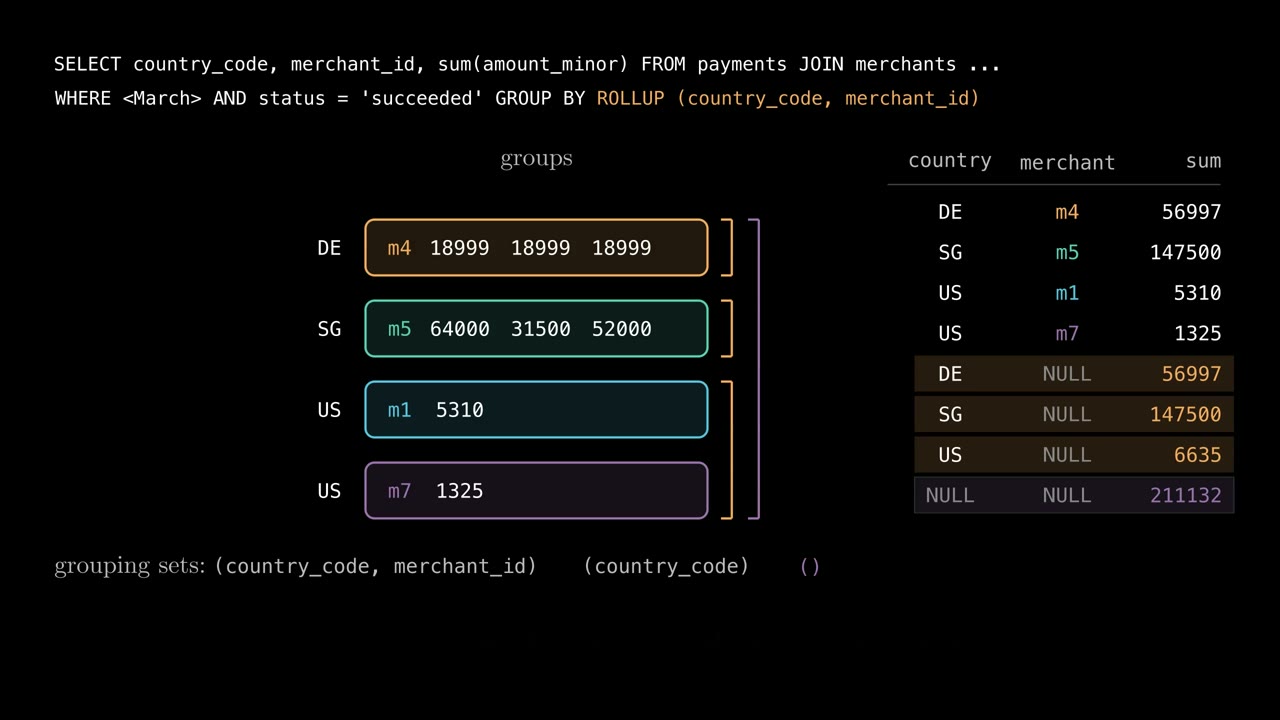 SELECT country_code, merchant_id, sum(amount_minor) FROM payments JOIN merchants ...
WHERE <March> AND status = 'succeeded' GROUP BY ROLLUP (country_code, merchant_id)
groups
DE m4 18999 18999 18999
SG m5 64000 31500 52000
US m1 5310
US m7 1325
country merchant sum
DE m4 56997
SG m5 147500
US m1 5310
US m7 1325
DE NULL 56997
SG NULL 147500
US NULL 6635
NULL NULL 211132
grouping sets: (country_code, merchant_id) (country_code) ()